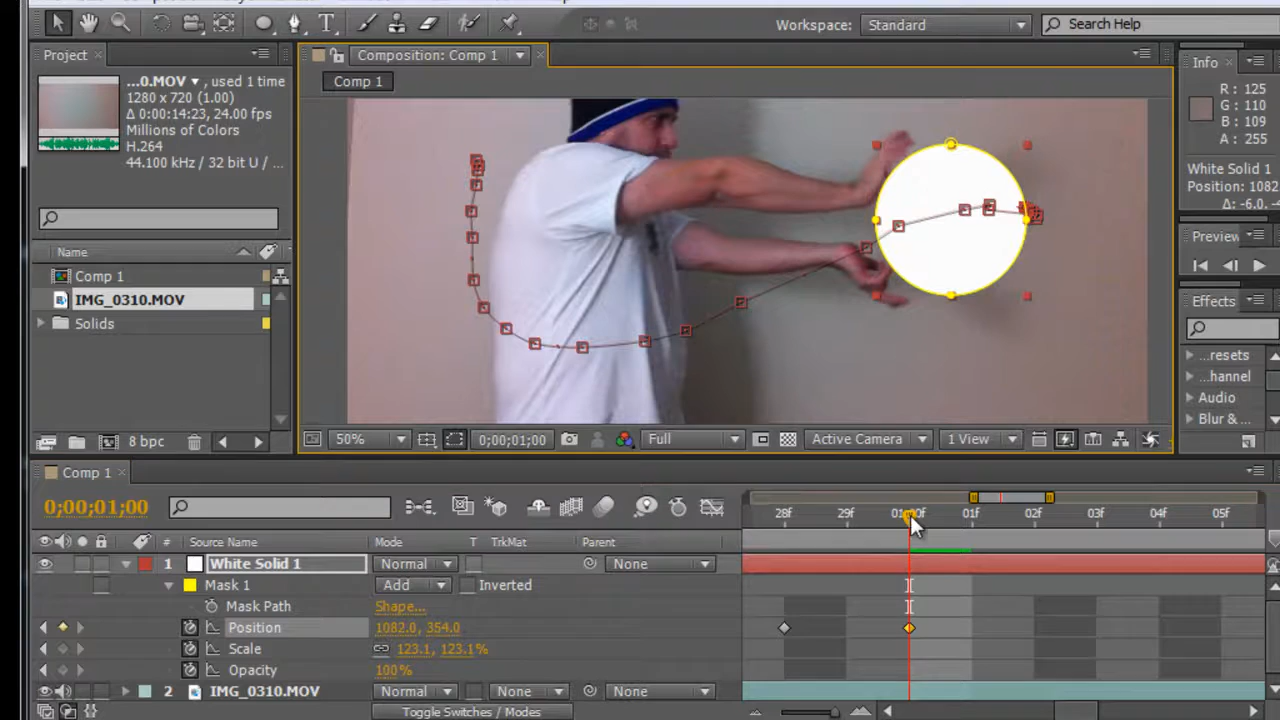 Workspace: Standard
Search Help
Project
Composition: Comp 1
Info
Comp 1
...0.MOV ▾, used 1 time
1280 x 720 (1.00)
Δ 0:00:14:23, 24.00 fps
Millions of Colors
H.264
44.100 kHz / 32 bit U / ...
R: 125
G: 110
B: 109
A: 255
White Solid 1
Position: 1082
Δ: -6.0,
Name
Comp 1
IMG_0310.MOV
Solids
Preview
Effects
...resets
...hannel
Audio
Blur & ...
8 bpc
50%
0;00;01;00
Full
Active Camera
1 View
Comp 1
0;00;01;00
28f 29f 01:00f 01f 02f 03f 04f 05f
# Source Name Mode T TrkMat Parent
1 White Solid 1 Normal None
Mask 1 Add Inverted
Mask Path Shape...
Position 1082.0, 354.0
Scale 123.1, 123.1%
Opacity 100%
2 IMG_0310.MOV Normal None None
Toggle Switches / Modes